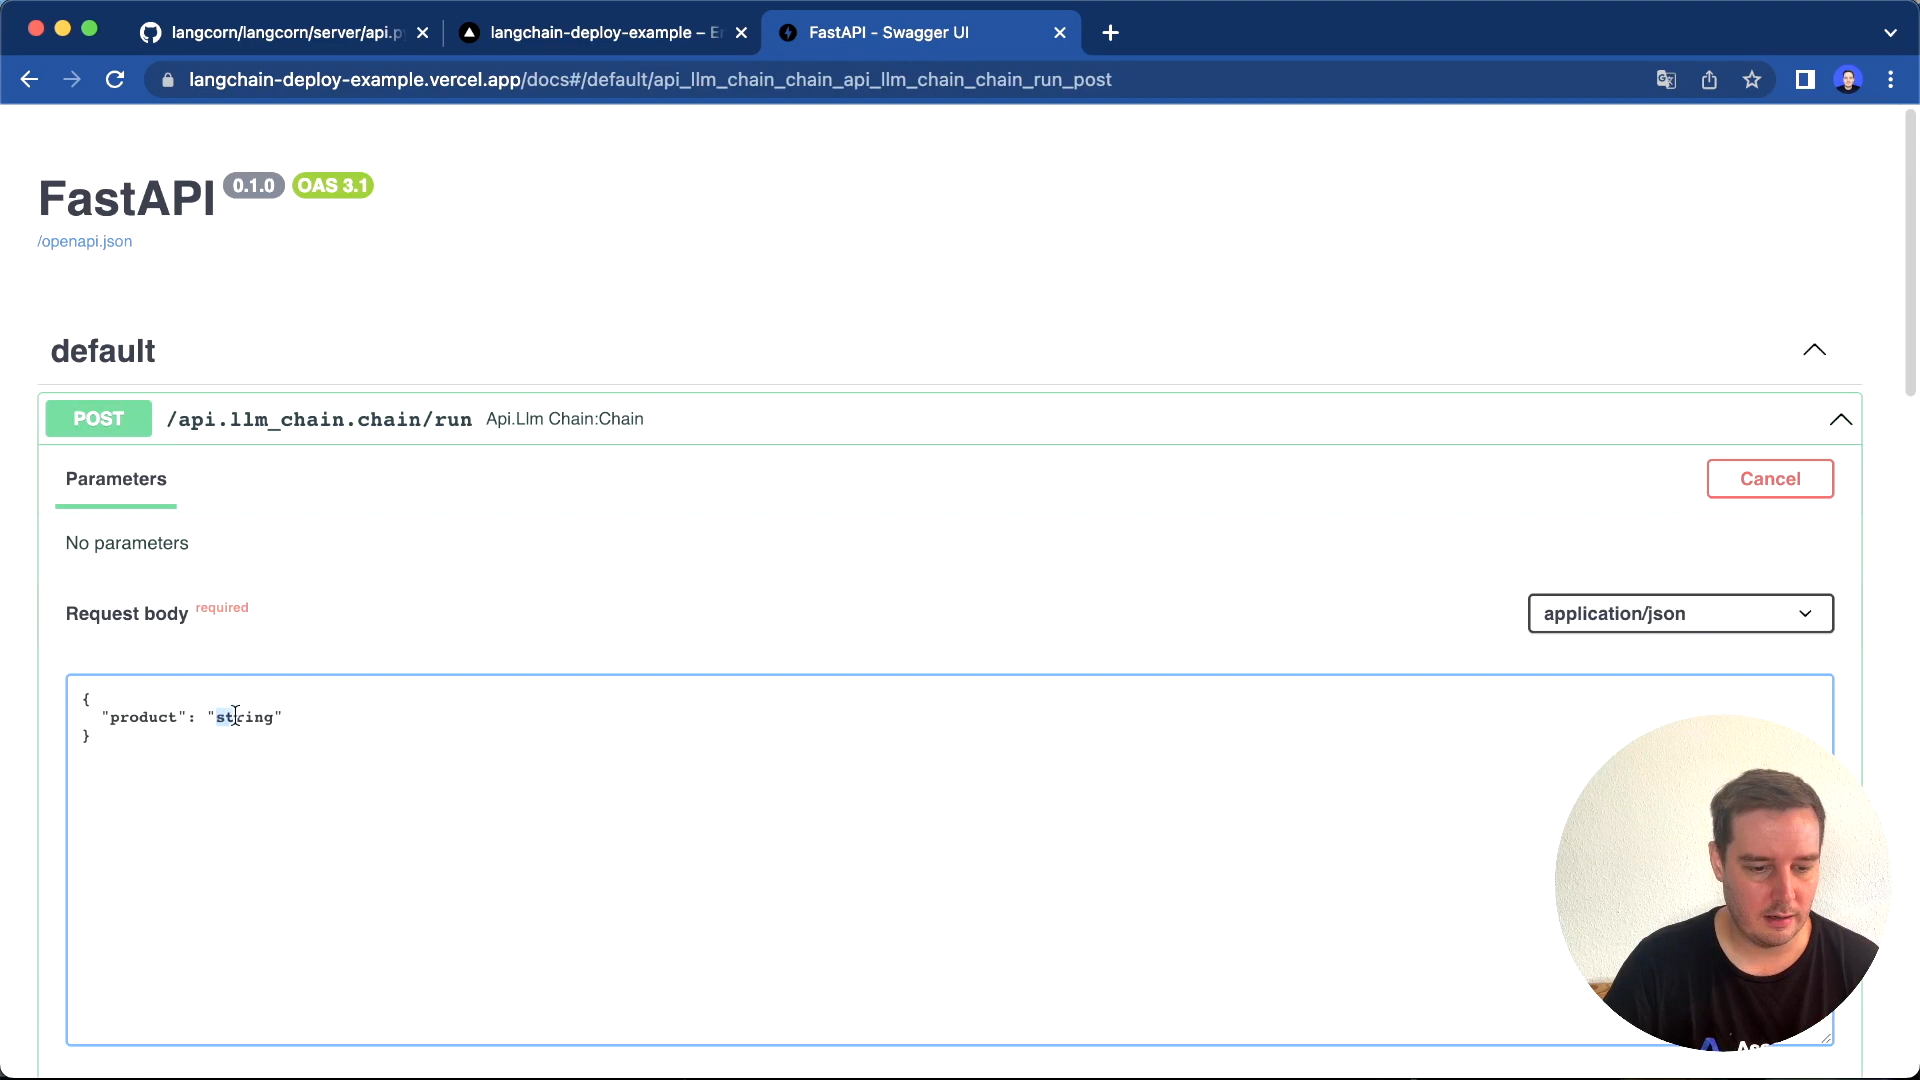 langcorn/langcorn/server/api.p
langchain-deploy-example – Er
FastAPI - Swagger UI
langchain-deploy-example.vercel.app/docs#/default/api_llm_chain_chain_api_llm_chain_chain_run_post
FastAPI 0.1.0 OAS 3.1
/openapi.json
default
POST /api.llm_chain.chain/run Api.Llm Chain:Chain
Parameters
Cancel
No parameters
Request body required
application/json
{
"product": "string"
}